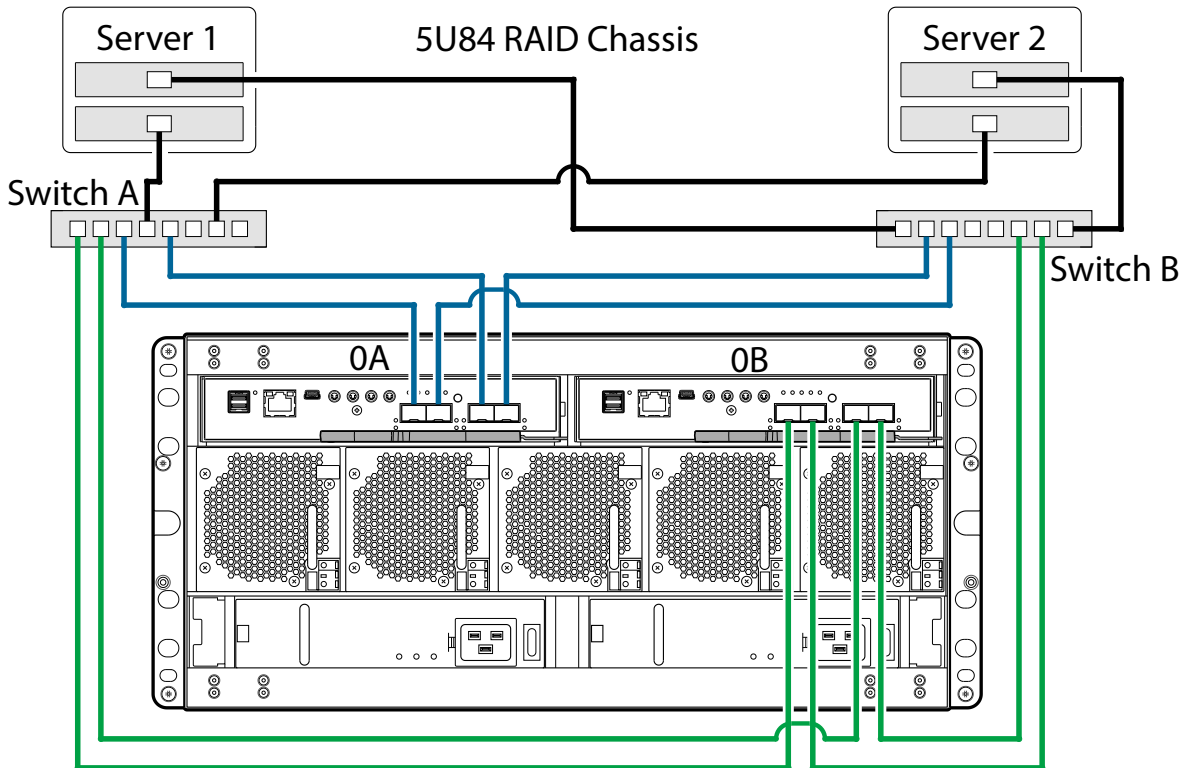 Server 1
5U84 RAID Chassis
Server 2
Switch A
Switch B
0A
0B